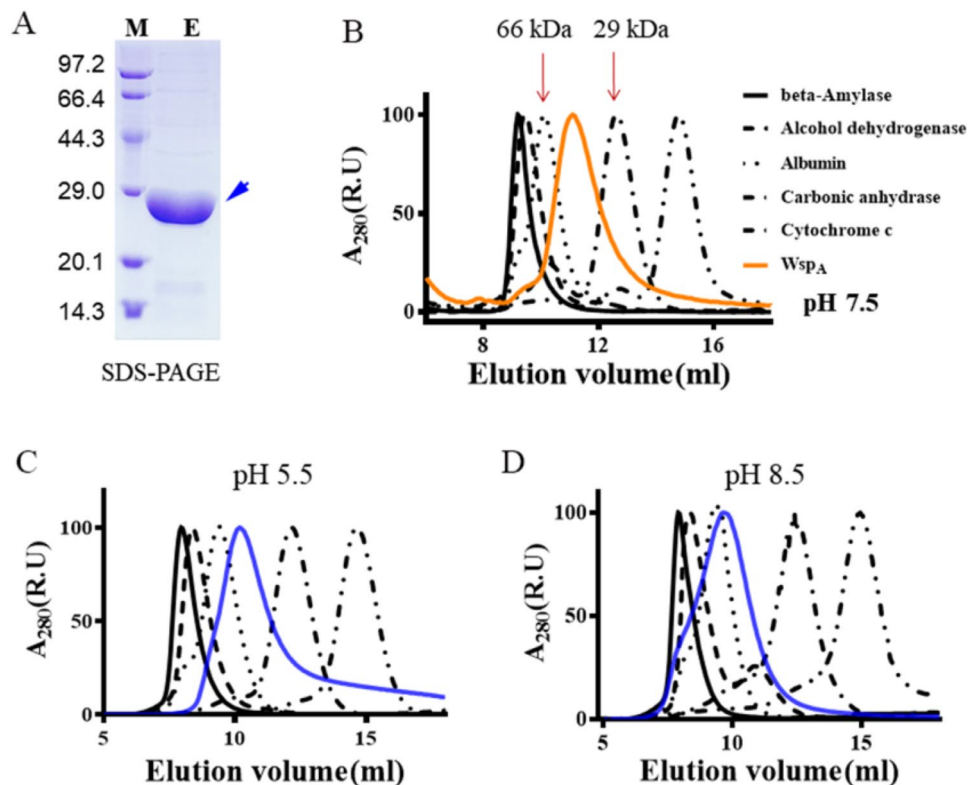 A
M E
97.2
66.4
44.3
29.0
20.1
14.3
SDS-PAGE
B
66 kDa 29 kDa
100
50
0
A280(R.U)
8 12 16
Elution volume(ml)
beta-Amylase
Alcohol dehydrogenase
Albumin
Carbonic anhydrase
Cytochrome c
WspA
pH 7.5
C
pH 5.5
100
50
0
A280(R.U)
5 10 15
Elution volume(ml)
D
pH 8.5
100
50
0
A280(R.U)
5 10 15
Elution volume(ml)